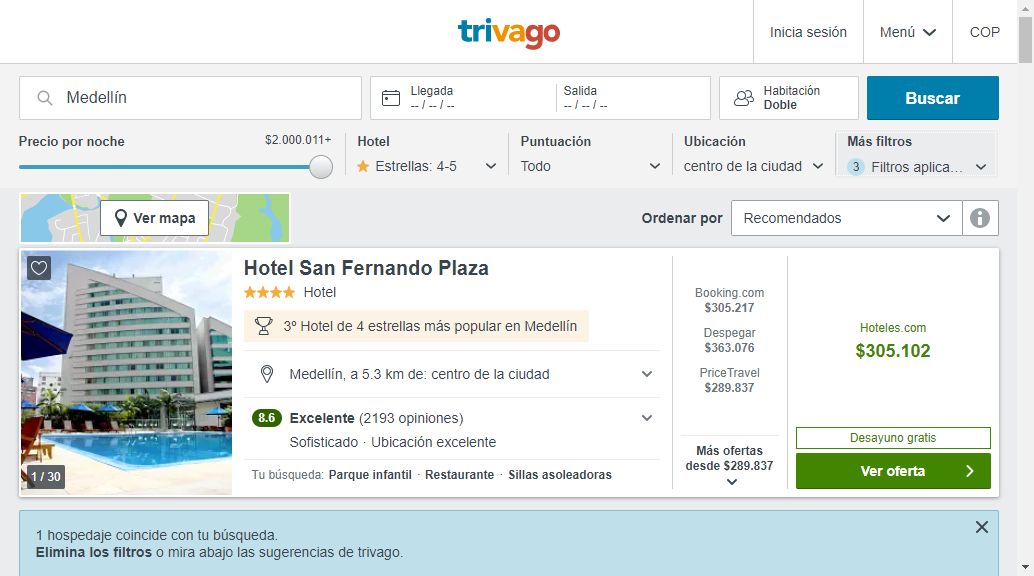 trivago
Inicia sesión
Menú
COP
Medellín
Llegada
-- / -- / --
Salida
-- / -- / --
Habitación
Doble
Buscar
Precio por noche
$2.000.011+
Hotel
Estrellas: 4-5
Puntuación
Todo
Ubicación
centro de la ciudad
Más filtros
3 Filtros aplica...
Ver mapa
Ordenar por
Recomendados
Hotel San Fernando Plaza
Hotel
3º Hotel de 4 estrellas más popular en Medellín
Medellín, a 5.3 km de: centro de la ciudad
8.6 Excelente (2193 opiniones)
Sofisticado · Ubicación excelente
Tu búsqueda: Parque infantil · Restaurante · Sillas asoleadoras
1 / 30
Booking.com
$305.217
Despegar
$363.076
PriceTravel
$289.837
Más ofertas
desde $289.837
Hoteles.com
$305.102
Desayuno gratis
Ver oferta
1 hospedaje coincide con tu búsqueda.
Elimina los filtros o mira abajo las sugerencias de trivago.